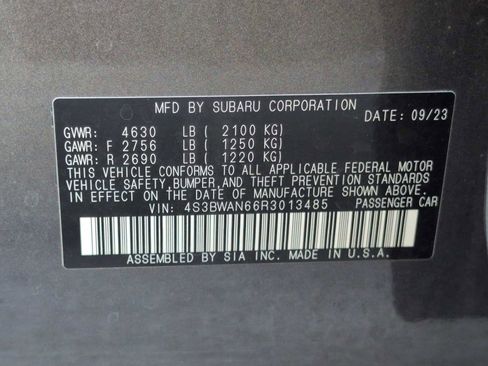 MFD BY SUBARU CORPORATION
DATE: 09/23
GVWR: 4630 LB ( 2100 KG)
GAWR: F 2756 LB ( 1250 KG)
GAWR: R 2690 LB ( 1220 KG)
THIS VEHICLE CONFORMS TO ALL APPLICABLE FEDERAL MOTOR
VEHICLE SAFETY, BUMPER, AND THEFT PREVENTION STANDARDS
IN EFFECT ON THE DATE OF MANUFACTURE SHOWN ABOVE.
VIN: 4S3BWAN66R3013485 PASSENGER CAR
ASSEMBLED BY SIA INC. MADE IN U.S.A.